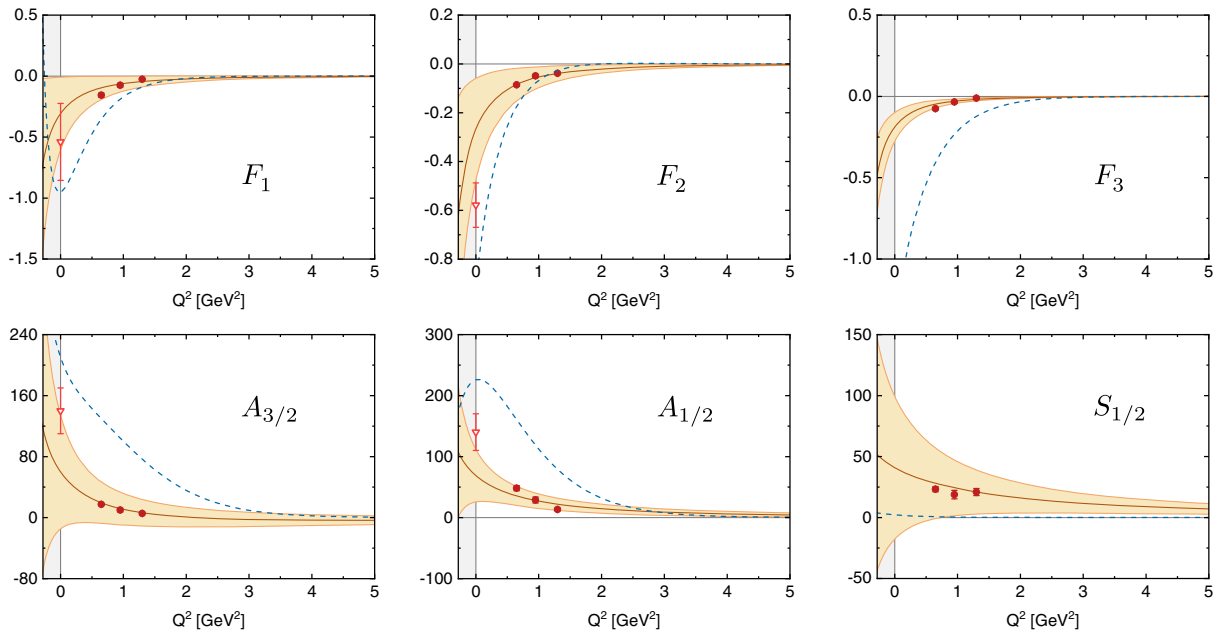 0.5
0.0
-0.5
-1.0
-1.5
F1
0 1 2 3 4 5
Q² [GeV²]
0.2
0.0
-0.2
-0.4
-0.6
-0.8
F2
0 1 2 3 4 5
Q² [GeV²]
0.5
0.0
-0.5
-1.0
F3
0 1 2 3 4 5
Q² [GeV²]
240
160
80
0
-80
A3/2
0 1 2 3 4 5
Q² [GeV²]
300
200
100
0
-100
A1/2
0 1 2 3 4 5
Q² [GeV²]
150
100
50
0
-50
S1/2
0 1 2 3 4 5
Q² [GeV²]